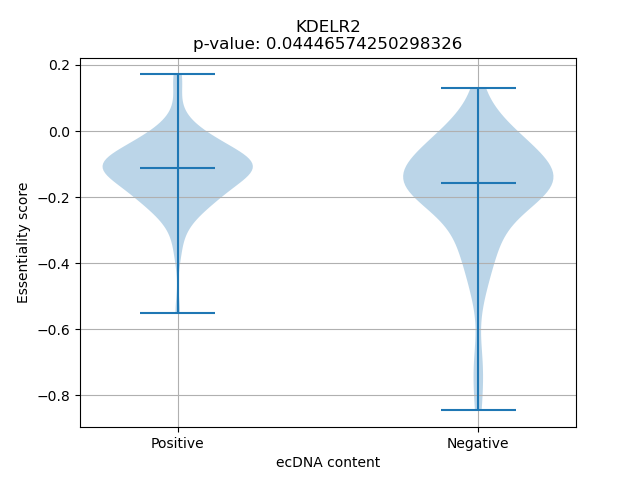 KDELR2
p-value: 0.04446574250298326
0.2
0.0
−0.2
−0.4
−0.6
−0.8
Essentiality score
Positive
Negative
ecDNA content